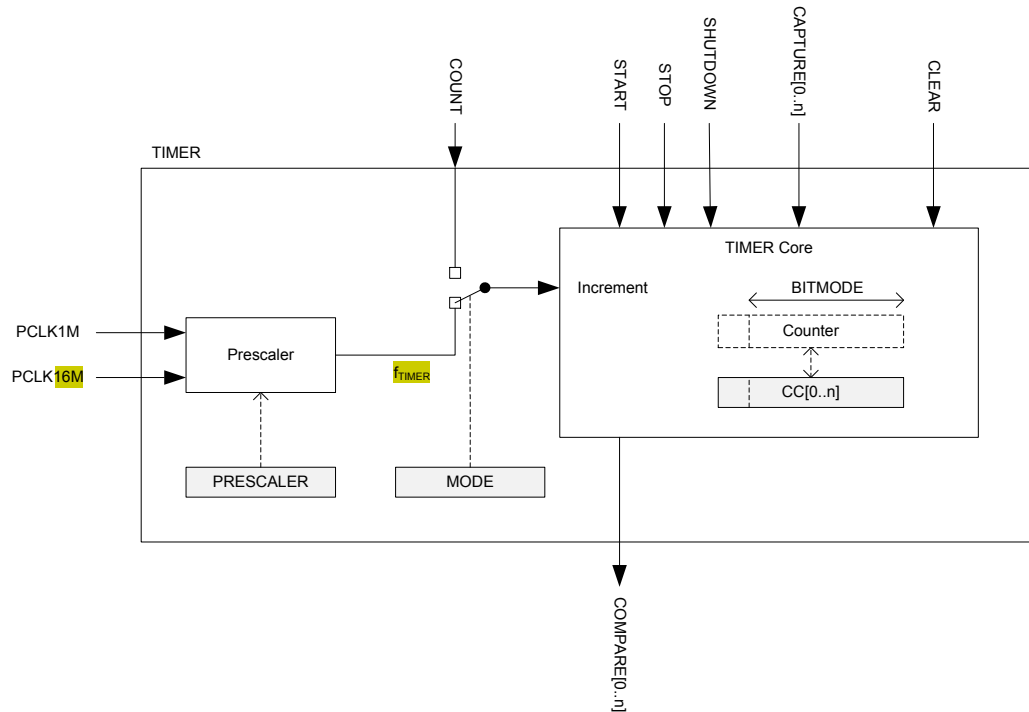 COUNT
START
STOP
SHUTDOWN
CAPTURE[0..n]
CLEAR
TIMER
TIMER Core
Increment
BITMODE
Counter
CC[0..n]
PCLK1M
PCLK16M
Prescaler
fTIMER
PRESCALER
MODE
COMPARE[0..n]